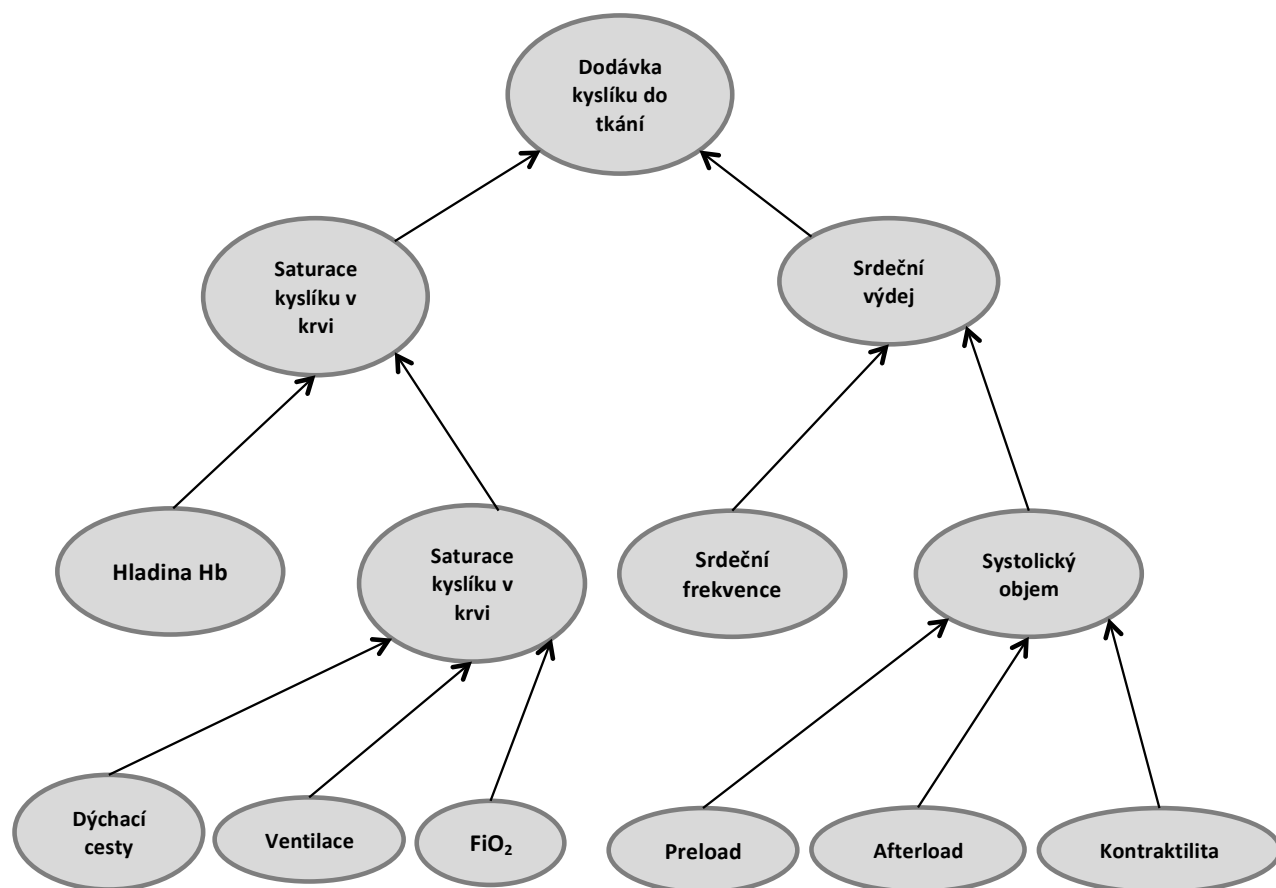 Dodávka
kyslíku do
tkání
Saturace
kyslíku v
krvi
Srdeční
výdej
Hladina Hb
Saturace
kyslíku v
krvi
Srdeční
frekvence
Systolický
objem
Dýchací
cesty
Ventilace
FiO₂
Preload
Afterload
Kontraktilita